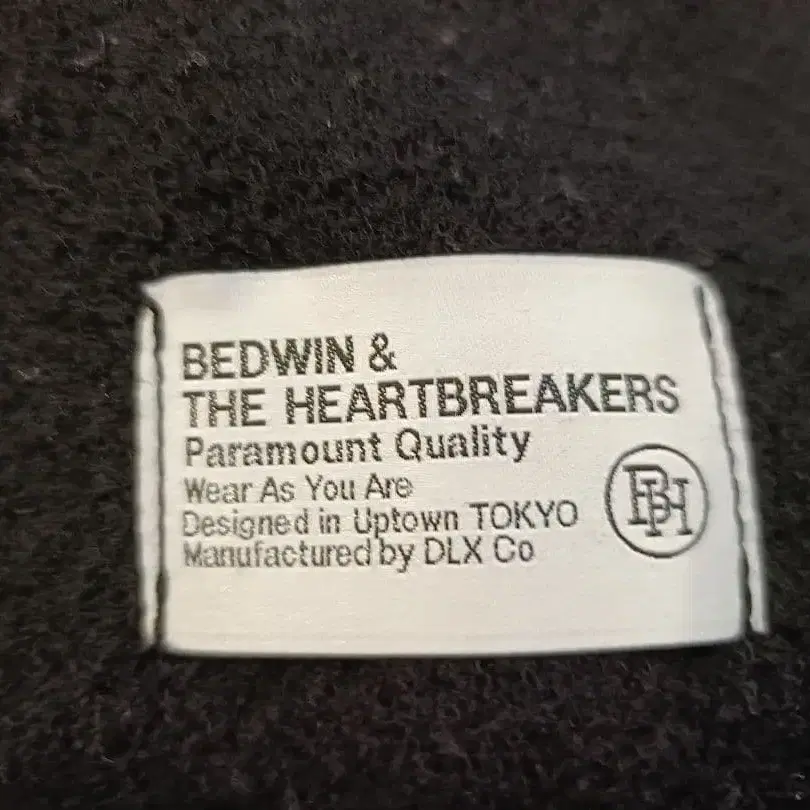 BEDWIN &
THE HEARTBREAKERS
Paramount Quality
Wear As You Are
Designed in Uptown TOKYO
Manufactured by DLX Co
BH